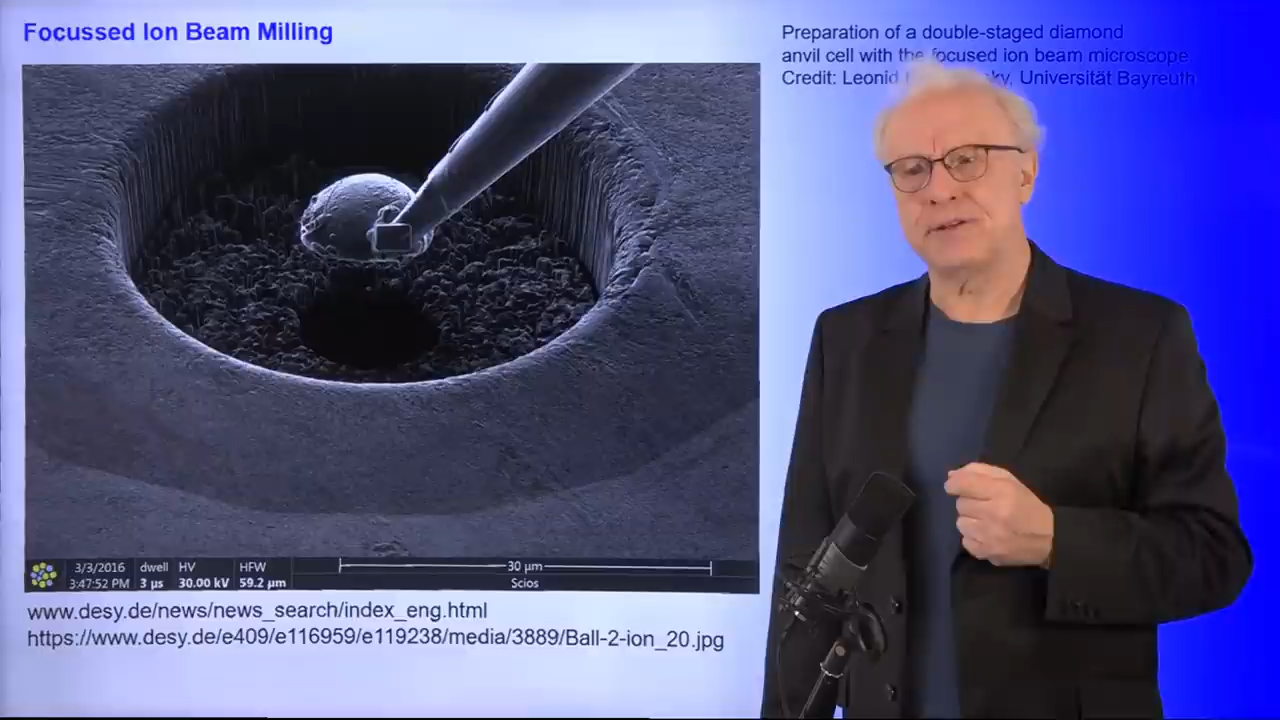 Focussed Ion Beam Milling
Preparation of a double-staged diamond
anvil cell with the focused ion beam microscope
Credit: Leonid Universität Bayreuth
3/3/2016 dwell HV HFW 30 µm
3:47:52 PM 3 µs 30.00 kV 59.2 µm Scios
www.desy.de/news/news_search/index_eng.html
https://www.desy.de/e409/e116959/e119238/media/3889/Ball-2-ion_20.jpg